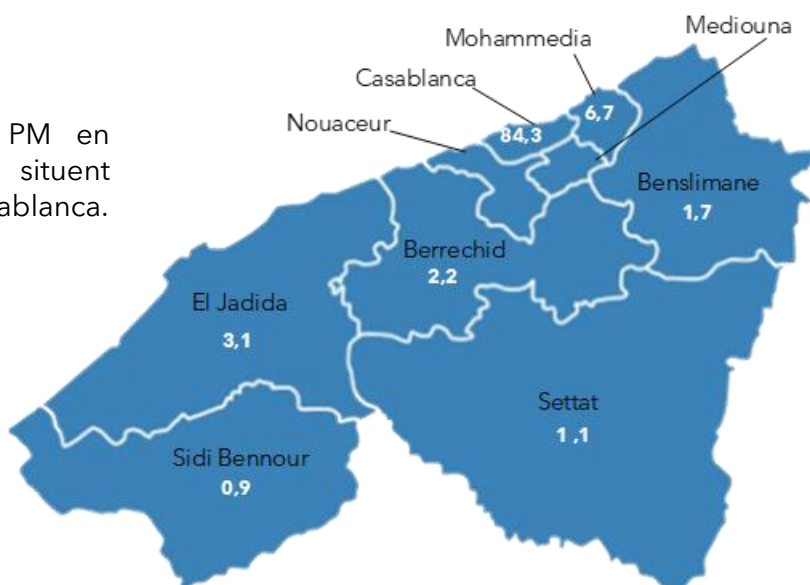 PM en
situent
ablanca.
Mediouna
Mohammedia
Casablanca
Nouaceur
6,7
84,3
Benslimane
1,7
Berrechid
2,2
El Jadida
3,1
Settat
1 ,1
Sidi Bennour
0,9